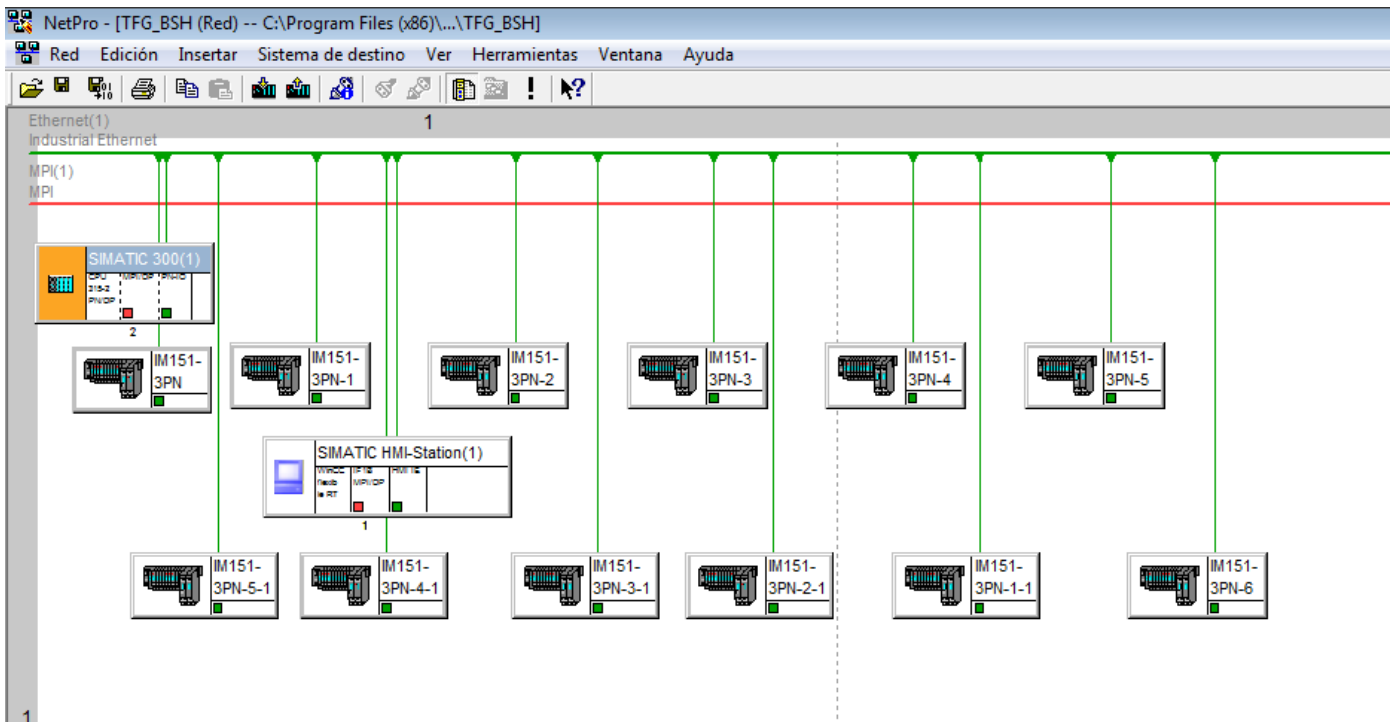 NetPro - [TFG_BSH (Red) -- C:\Program Files (x86)\...\TFG_BSH]
Red Edición Insertar Sistema de destino Ver Herramientas Ventana Ayuda
Ethernet(1)
Industrial Ethernet
1
MPI(1)
MPI
SIMATIC 300(1)
CPU
315-2
PN/DP
MPI/DP
PN-IO
2
IM151-
3PN
IM151-
3PN-1
IM151-
3PN-2
IM151-
3PN-3
IM151-
3PN-4
IM151-
3PN-5
SIMATIC HMI-Station(1)
WinCC
flexib
le RT
IF1B
MPI/DP
HMI IE
1
IM151-
3PN-5-1
IM151-
3PN-4-1
IM151-
3PN-3-1
IM151-
3PN-2-1
IM151-
3PN-1-1
IM151-
3PN-6
1